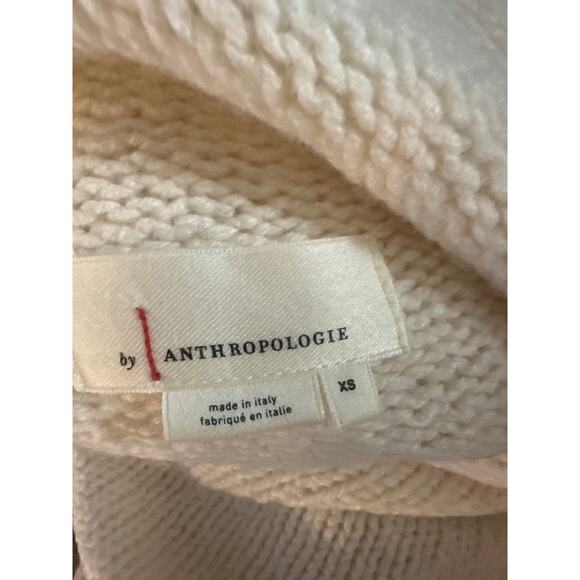 by ANTHROPOLOGIE
made in italy
fabriqué en italie
XS